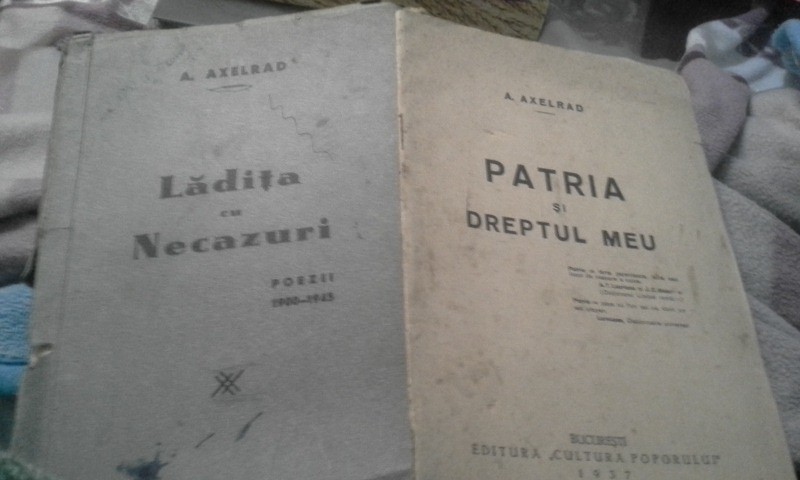 A. AXELRAD
Lădița
cu
Necazuri
POEZII
1900-1945
A. AXELRAD
PATRIA
ȘI
DREPTUL MEU
BUCUREȘTI
EDITURA „CULTURA POPORULUI"
1937